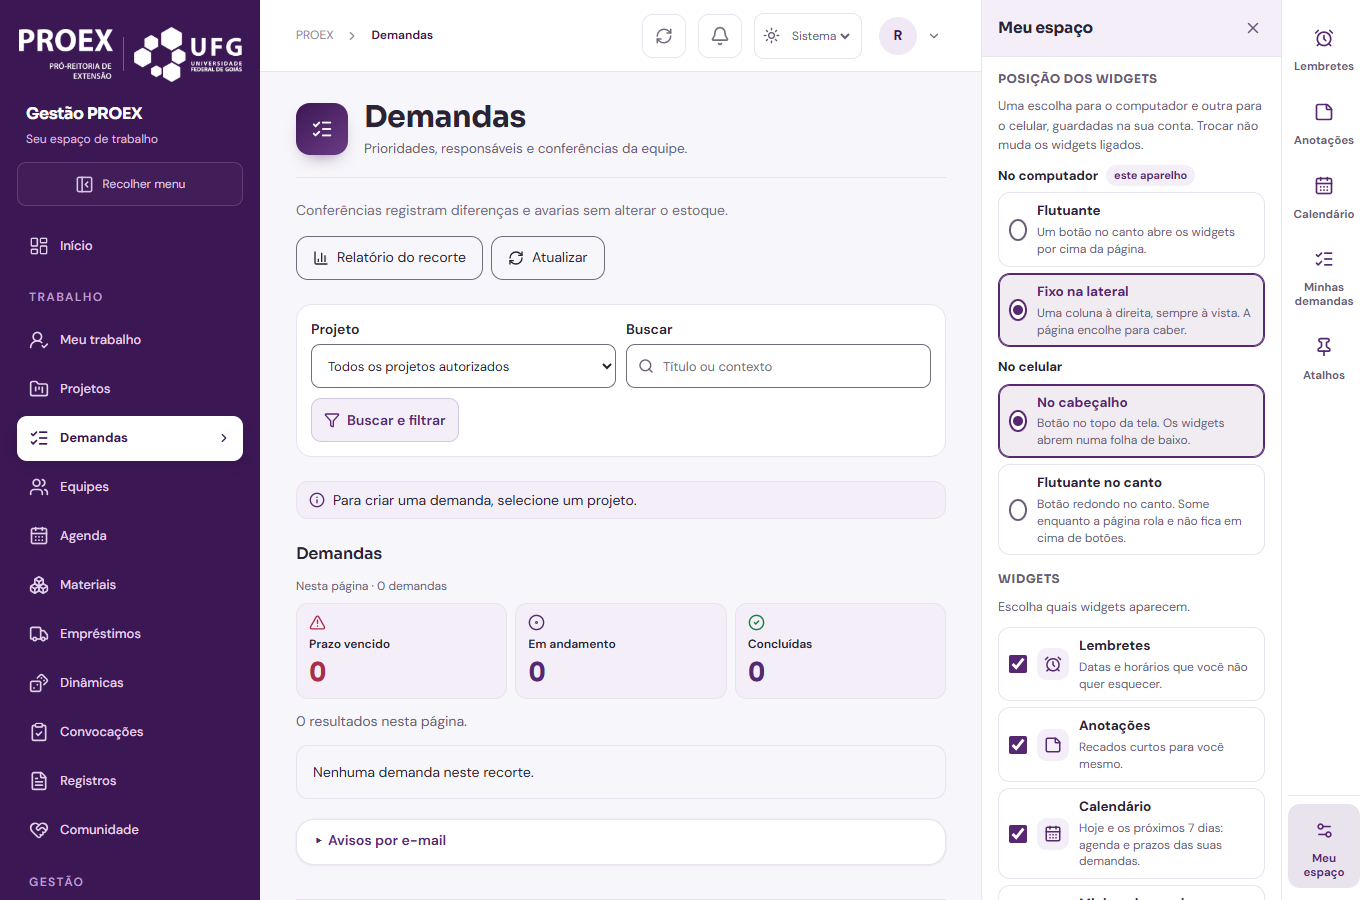 PROEX
PRÓ-REITORIA DE
EXTENSÃO
UFG
UNIVERSIDADE
FEDERAL DE GOIÁS
Gestão PROEX
Seu espaço de trabalho
Recolher menu
Início
TRABALHO
Meu trabalho
Projetos
Demandas
Equipes
Agenda
Materiais
Empréstimos
Dinâmicas
Convocações
Registros
Comunidade
GESTÃO
PROEX > Demandas
Sistema
R
Demandas
Prioridades, responsáveis e conferências da equipe.
Conferências registram diferenças e avarias sem alterar o estoque.
Relatório do recorte
Atualizar
Projeto
Todos os projetos autorizados
Buscar
Título ou contexto
Buscar e filtrar
Para criar uma demanda, selecione um projeto.
Demandas
Nesta página · 0 demandas
Prazo vencido
0
Em andamento
0
Concluídas
0
0 resultados nesta página.
Nenhuma demanda neste recorte.
Avisos por e-mail
Meu espaço
POSIÇÃO DOS WIDGETS
Uma escolha para o computador e outra para
o celular, guardadas na sua conta. Trocar não
muda os widgets ligados.
No computador este aparelho
Flutuante
Um botão no canto abre os widgets
por cima da página.
Fixo na lateral
Uma coluna à direita, sempre à vista. A
página encolhe para caber.
No celular
No cabeçalho
Botão no topo da tela. Os widgets
abrem numa folha de baixo.
Flutuante no canto
Botão redondo no canto. Some
enquanto a página rola e não fica em
cima de botões.
WIDGETS
Escolha quais widgets aparecem.
Lembretes
Datas e horários que você não
quer esquecer.
Anotações
Recados curtos para você
mesmo.
Calendário
Hoje e os próximos 7 dias:
agenda e prazos das suas
demandas.
Lembretes
Anotações
Calendário
Minhas
demandas
Atalhos
Meu
espaço